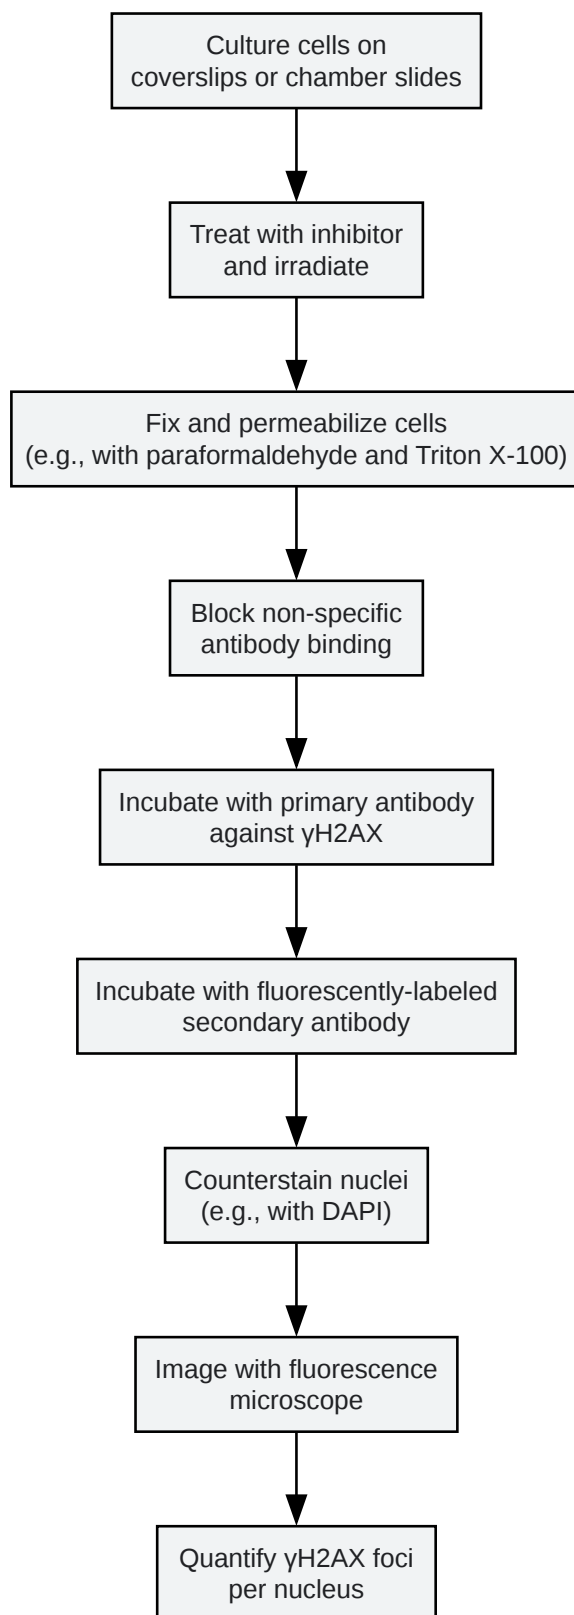 Culture cells on
coverslips or chamber slides
Treat with inhibitor
and irradiate
Fix and permeabilize cells
(e.g., with paraformaldehyde and Triton X-100)
Block non-specific
antibody binding
Incubate with primary antibody
against γH2AX
Incubate with fluorescently-labeled
secondary antibody
Counterstain nuclei
(e.g., with DAPI)
Image with fluorescence
microscope
Quantify γH2AX foci
per nucleus